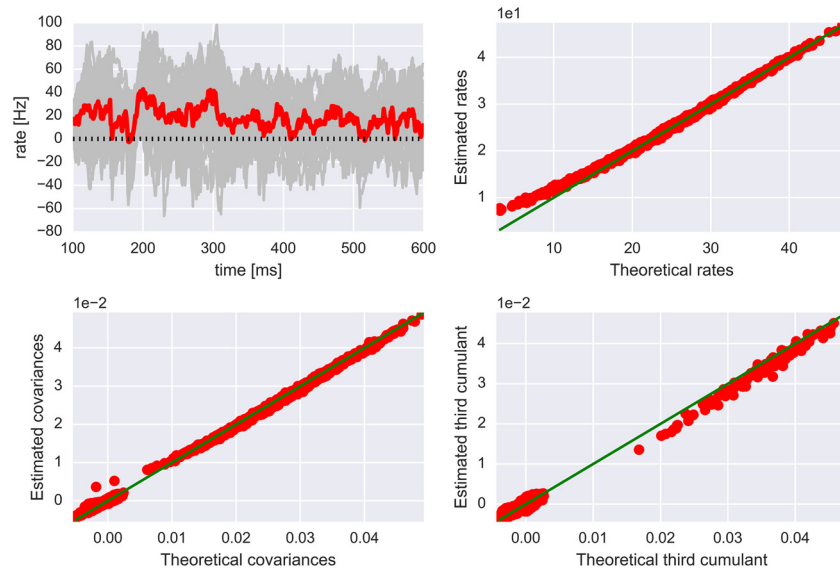 100
80
60
40
20
0
−20
−40
−60
−80
rate [Hz]
100 200 300 400 500 600
time [ms]
1e1
4
3
2
1
Estimated rates
10 20 30 40
Theoretical rates
1e−2
4
3
2
1
0
Estimated covariances
0.00 0.01 0.02 0.03 0.04
Theoretical covariances
1e−2
4
3
2
1
0
Estimated third cumulant
0.00 0.01 0.02 0.03 0.04
Theoretical third cumulant